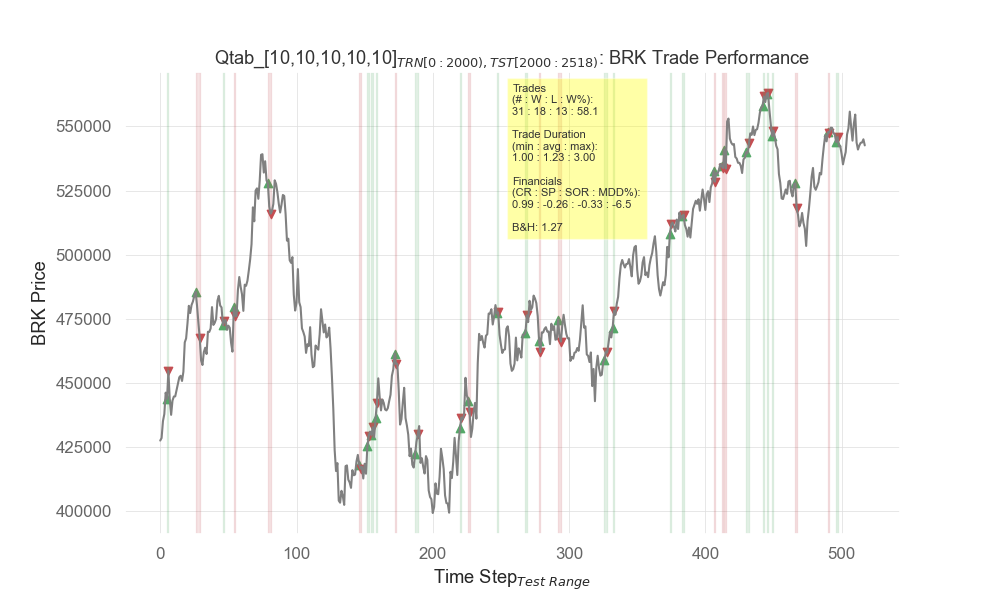 Qtab_[10,10,10,10,10]TRN[0 : 2000), TST[2000 : 2518): BRK Trade Performance
Trades
(# : W : L : W%):
31 : 18 : 13 : 58.1
Trade Duration
(min : avg : max):
1.00 : 1.23 : 3.00
Financials
(CR : SP : SOR : MDD%):
0.99 : -0.26 : -0.33 : -6.5
B&H: 1.27
BRK Price
550000
525000
500000
475000
450000
425000
400000
0 100 200 300 400 500
Time StepTest Range